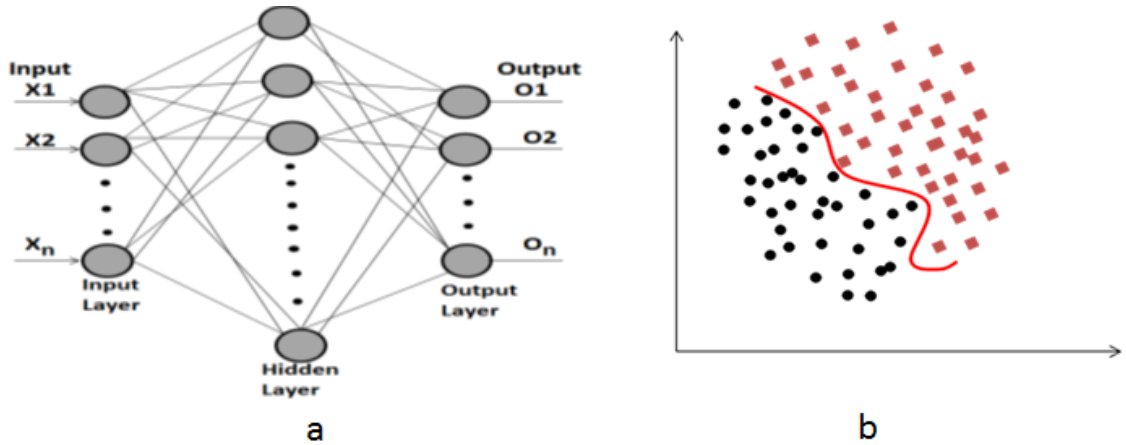 Input
X1
X2
Xn
Input
Layer
Hidden
Layer
Output
O1
O2
On
Output
Layer
a
b